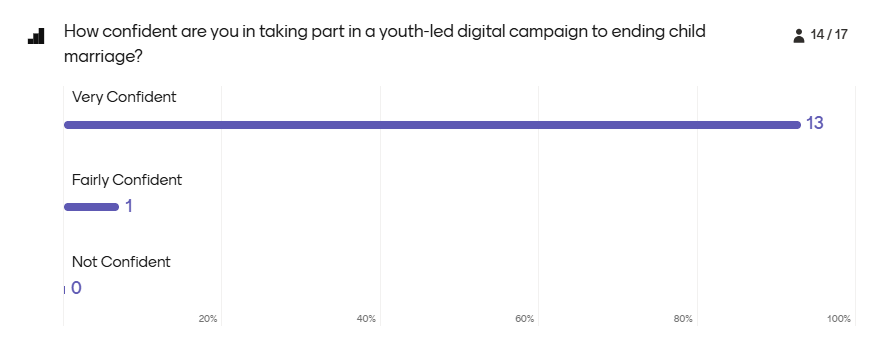 How confident are you in taking part in a youth-led digital campaign to ending child
marriage?
14 / 17
Very Confident
13
Fairly Confident
1
Not Confident
0
20%
40%
60%
80%
100%